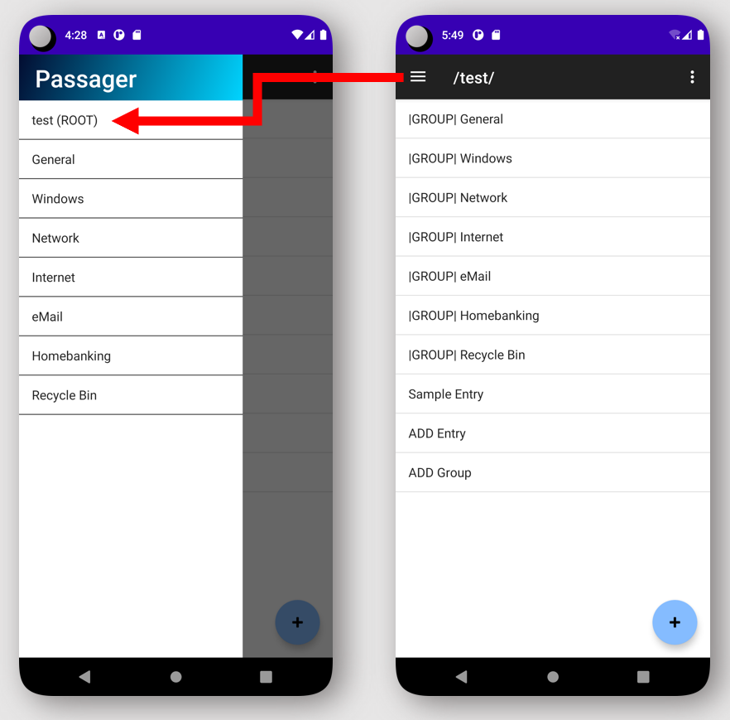 4:28
Passager
test (ROOT)
General
Windows
Network
Internet
eMail
Homebanking
Recycle Bin
5:49
/test/
|GROUP| General
|GROUP| Windows
|GROUP| Network
|GROUP| Internet
|GROUP| eMail
|GROUP| Homebanking
|GROUP| Recycle Bin
Sample Entry
ADD Entry
ADD Group